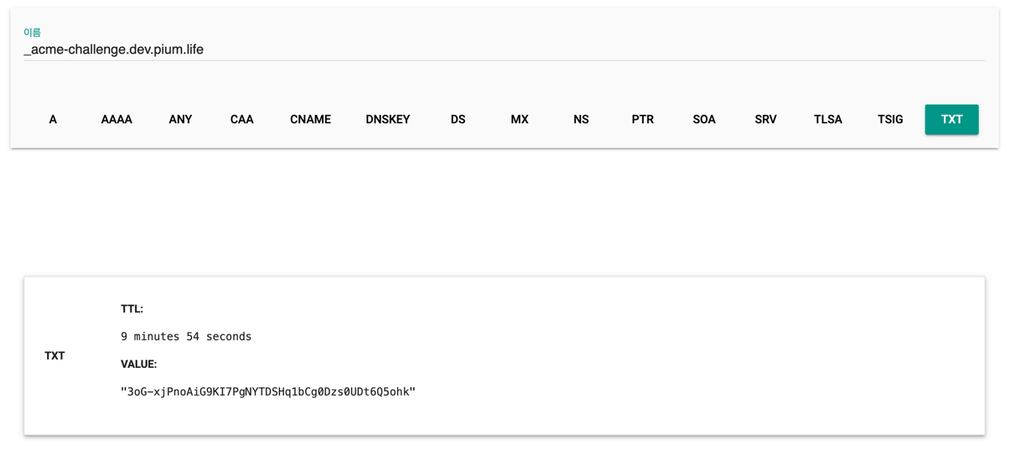 이름
_acme-challenge.dev.pium.life
A AAAA ANY CAA CNAME DNSKEY DS MX NS PTR SOA SRV TLSA TSIG TXT
TTL:
9 minutes 54 seconds
TXT
VALUE:
"3oG-xjPnoAiG9KI7PgNYTDSHq1bCg0Dzs0UDt6Q5ohk"